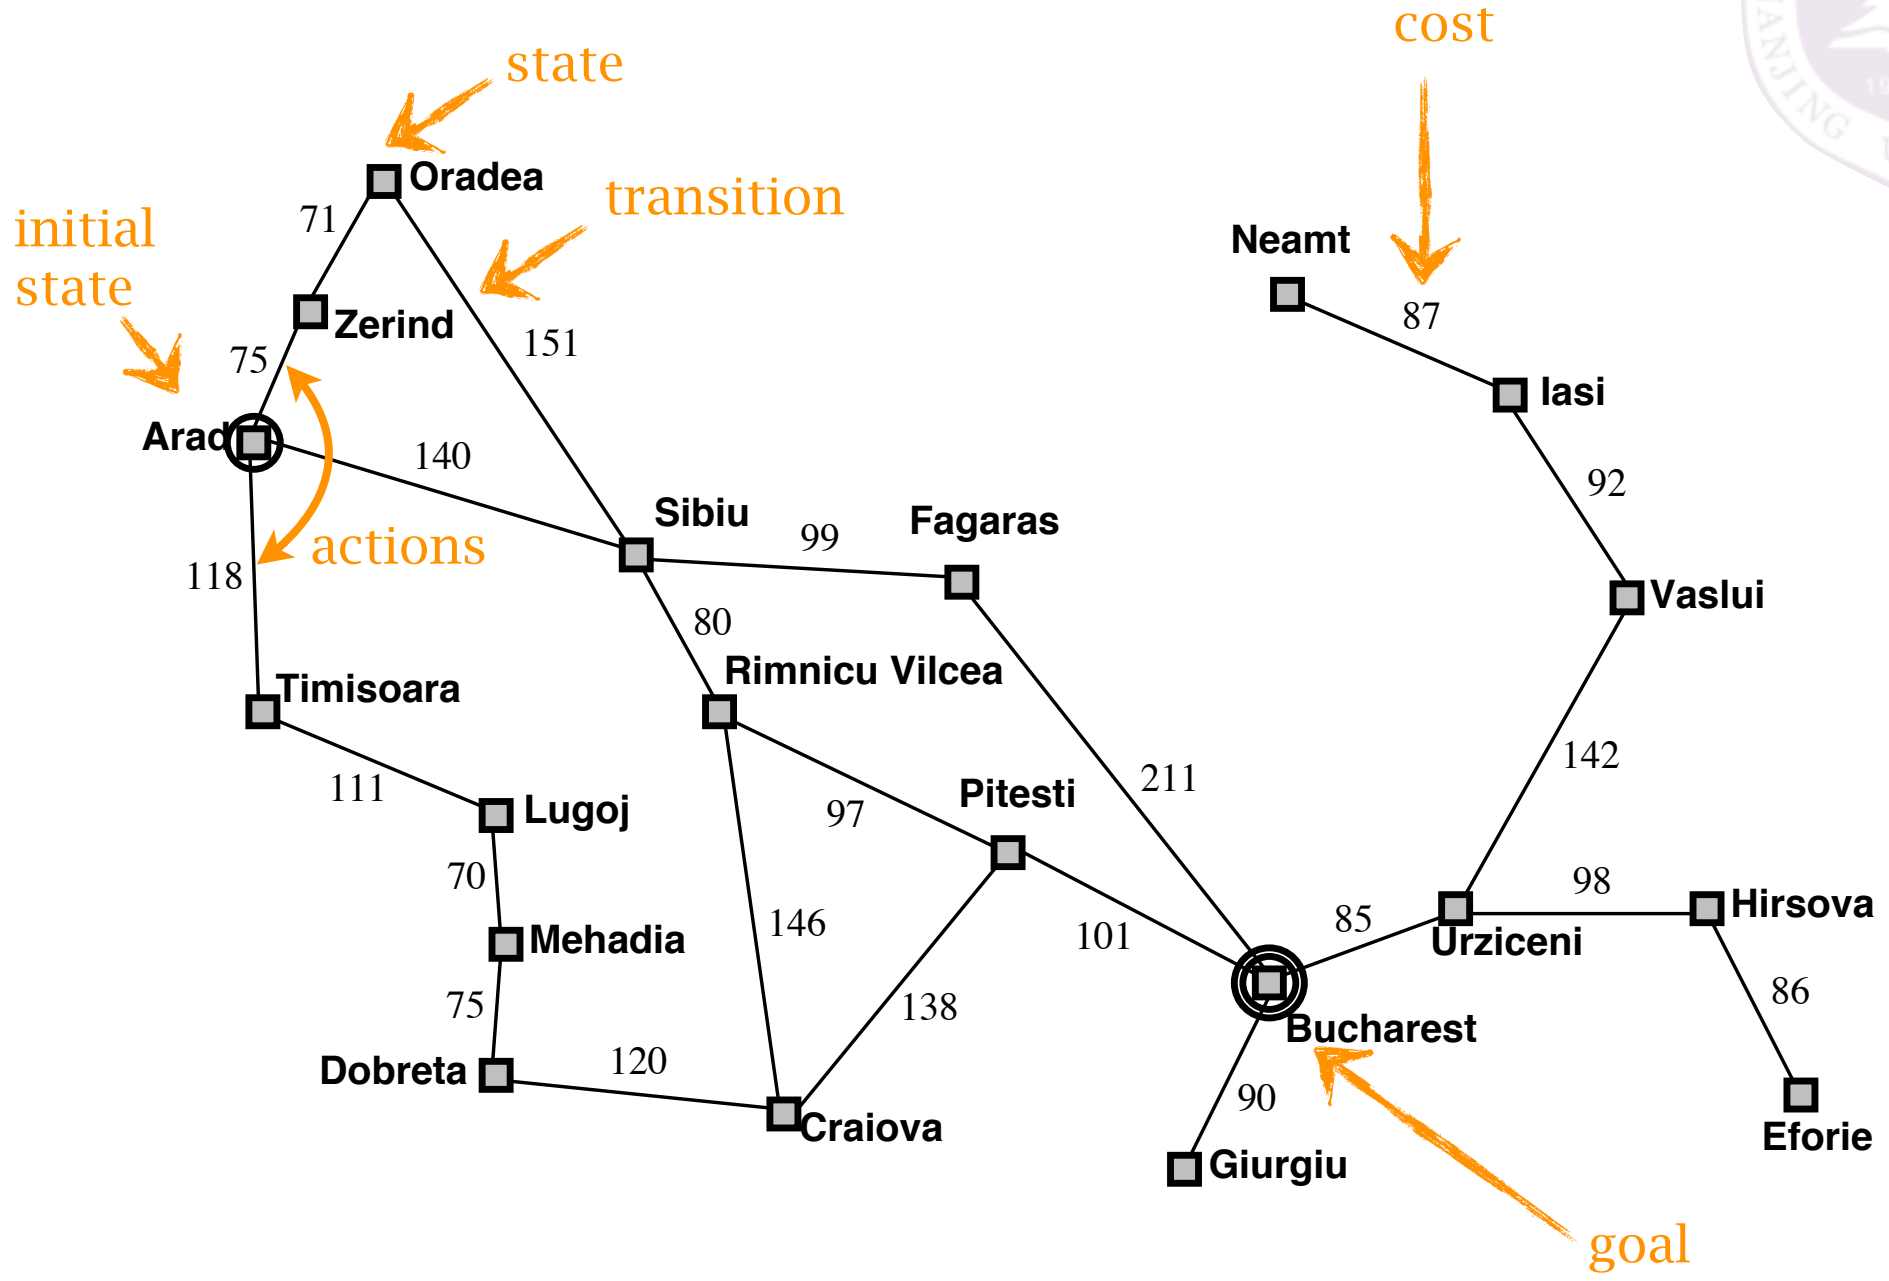 cost
state
Oradea
transition
71
initial
state
Neamt
87
Zerind
151
75
Iasi
Arad
140
92
Sibiu
Fagaras
99
actions
118
Vaslui
80
Rimnicu Vilcea
Timisoara
142
211
111
Pitesti
97
Lugoj
70
98
Hirsova
146
85
101
Mehadia
Urziceni
75
138
86
Bucharest
120
Dobreta
90
Craiova
Eforie
Giurgiu
goal